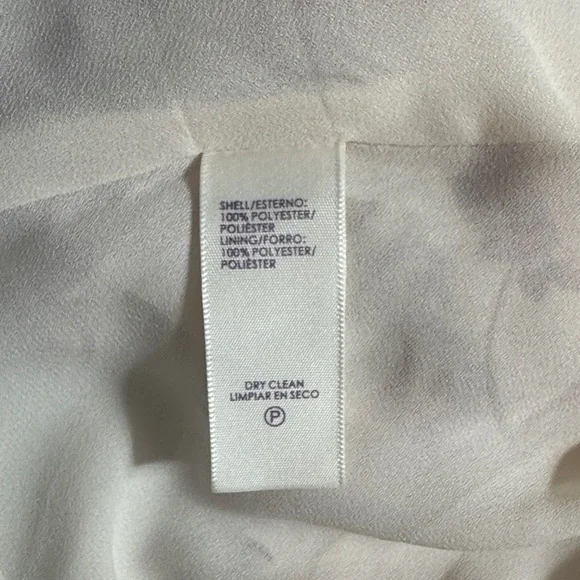 SHELL/ESTERNO:
100% POLYESTER/
POLIÉSTER
LINING/FORRO:
100% POLYESTER/
POLIÉSTER
DRY CLEAN
LIMPIAR EN SECO
P